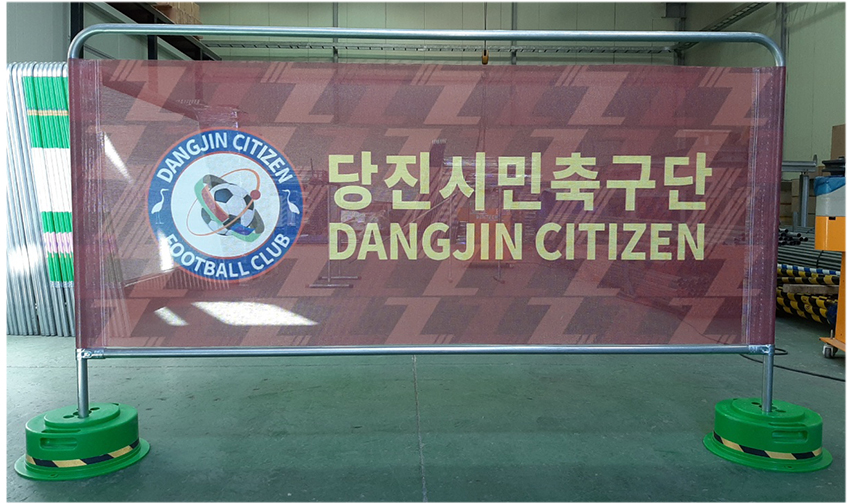 DANGJIN CITIZEN
FOOTBALL CLUB
당진시민축구단
DANGJIN CITIZEN